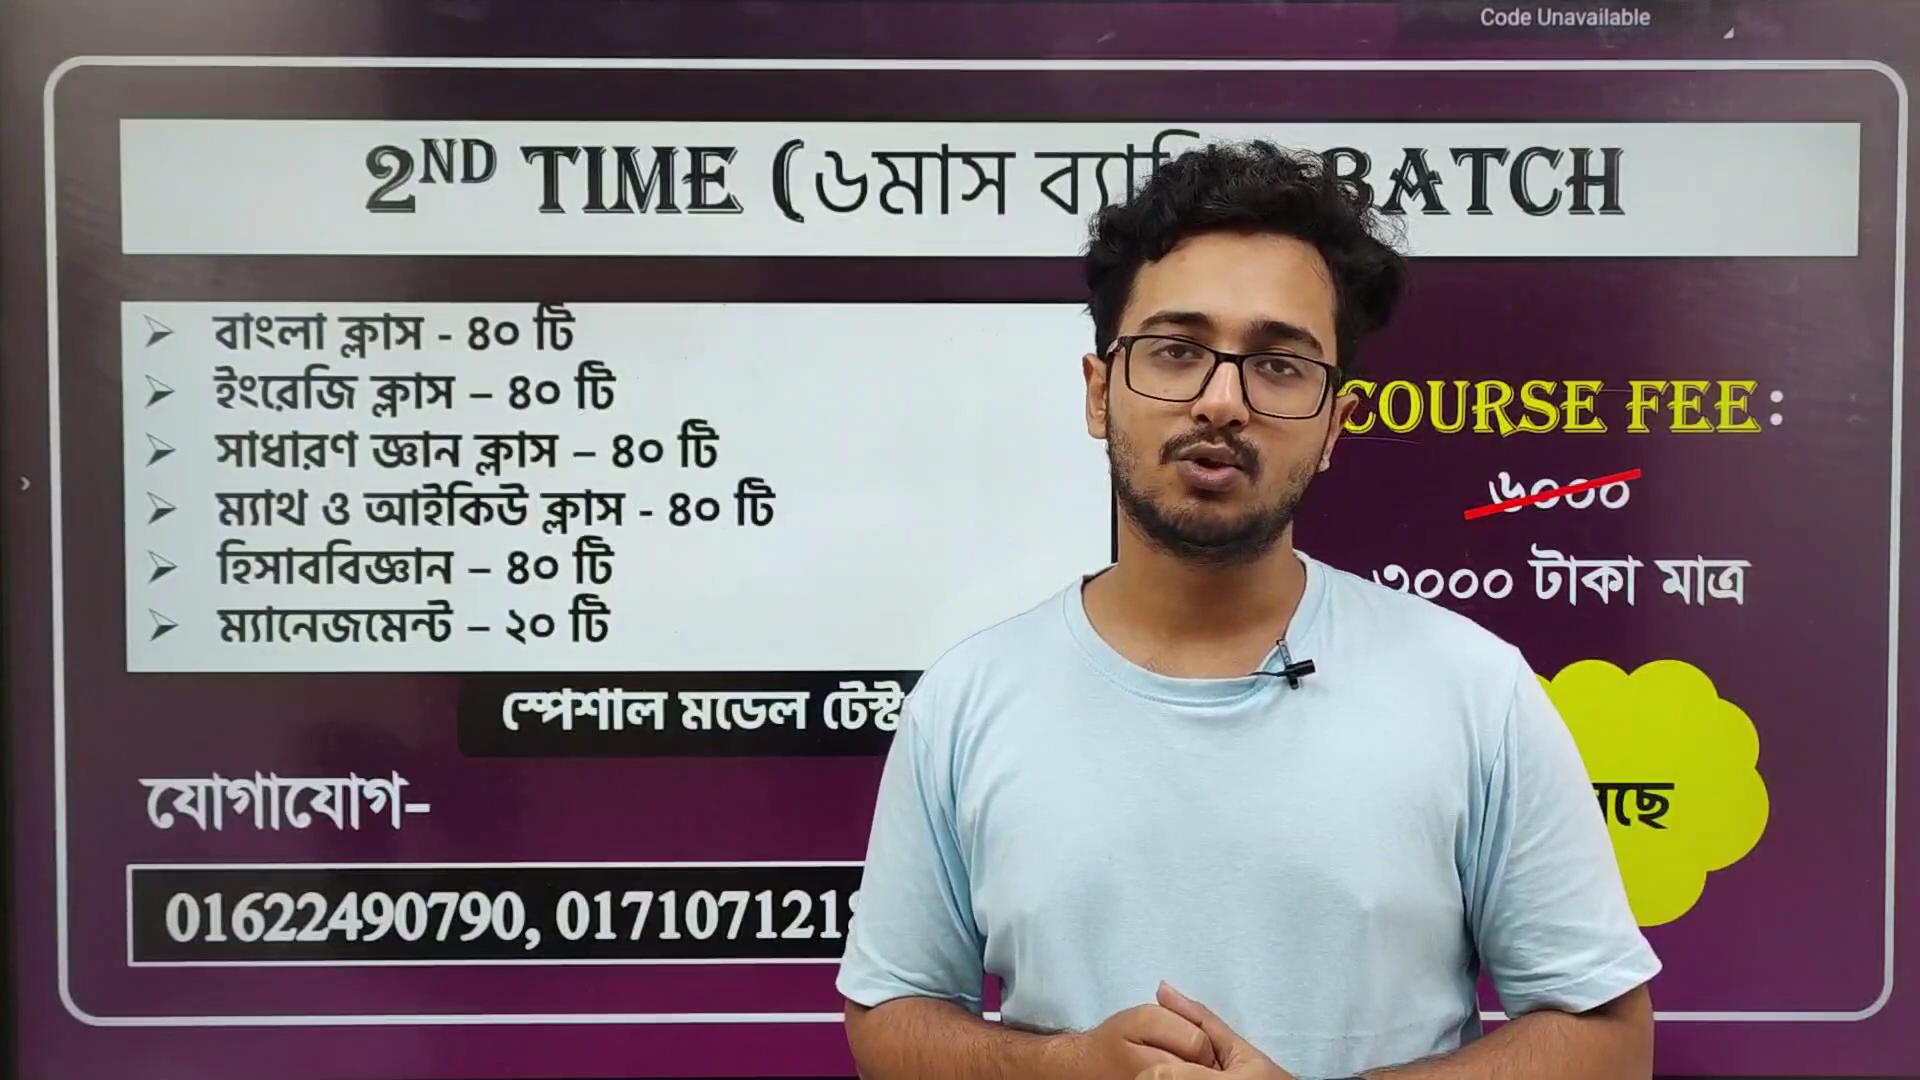 Code Unavailable
2ND TIME (৬মাস BATCH
➢ বাংলা ক্লাস - ৪০ টি
➢ ইংরেজি ক্লাস – ৪০ টি
➢ সাধারণ জ্ঞান ক্লাস – ৪০ টি
➢ ম্যাথ ও আইকিউ ক্লাস - ৪০ টি
➢ হিসাববিজ্ঞান – ৪০ টি
➢ ম্যানেজমেন্ট – ২০ টি
স্পেশাল মডেল টেস্ট
যোগাযোগ-
01622490790,
COURSE FEE:
৬০০০
৩০০০ টাকা মাত্র